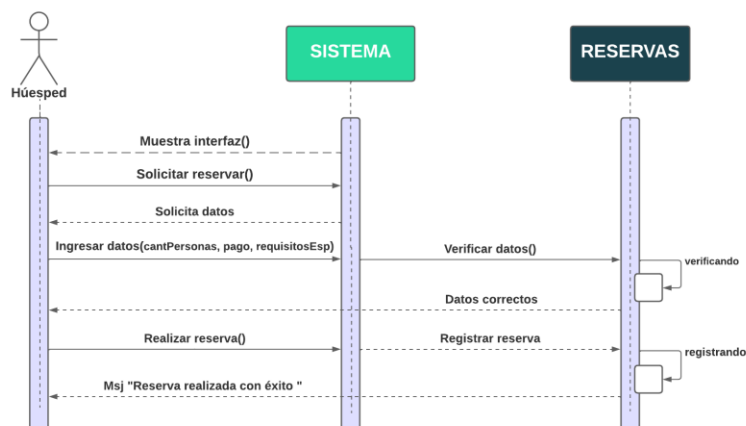 SISTEMA
RESERVAS
Húesped
Muestra interfaz()
Solicitar reservar()
Solicita datos
Ingresar datos(cantPersonas, pago, requisitosEsp)
Verificar datos()
verificando
Datos correctos
Realizar reserva()
Registrar reserva
registrando
Msj "Reserva realizada con éxito "